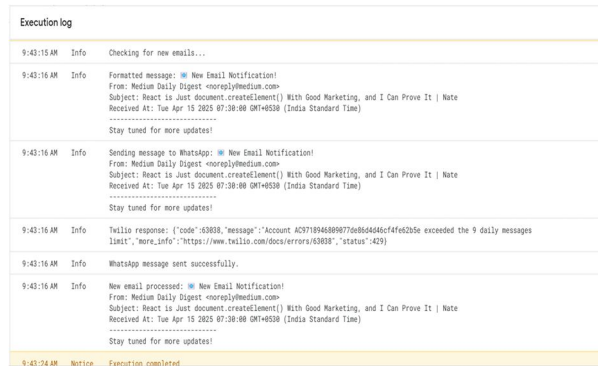 Execution log
9:43:15 AM Info Checking for new emails...
9:43:16 AM Info Formatted message: 📧 New Email Notification!
From: Medium Daily Digest <noreply@medium.com>
Subject: React is Just document.createElement() With Good Marketing, and I Can Prove It | Nate
Received At: Tue Apr 15 2025 07:30:00 GMT+0530 (India Standard Time)
----------------------------
Stay tuned for more updates!
9:43:16 AM Info Sending message to WhatsApp: 📧 New Email Notification!
From: Medium Daily Digest <noreply@medium.com>
Subject: React is Just document.createElement() With Good Marketing, and I Can Prove It | Nate
Received At: Tue Apr 15 2025 07:30:00 GMT+0530 (India Standard Time)
----------------------------
Stay tuned for more updates!
9:43:16 AM Info Twilio response: {"code":63038,"message":"Account AC9718946809077de86d4d46cf4fe62b5e exceeded the 9 daily messages
limit","more_info":"https://www.twilio.com/docs/errors/63038","status":429}
9:43:16 AM Info WhatsApp message sent successfully.
9:43:16 AM Info New email processed: 📧 New Email Notification!
From: Medium Daily Digest <noreply@medium.com>
Subject: React is Just document.createElement() With Good Marketing, and I Can Prove It | Nate
Received At: Tue Apr 15 2025 07:30:00 GMT+0530 (India Standard Time)
----------------------------
Stay tuned for more updates!
9:43:24 AM Notice Execution completed